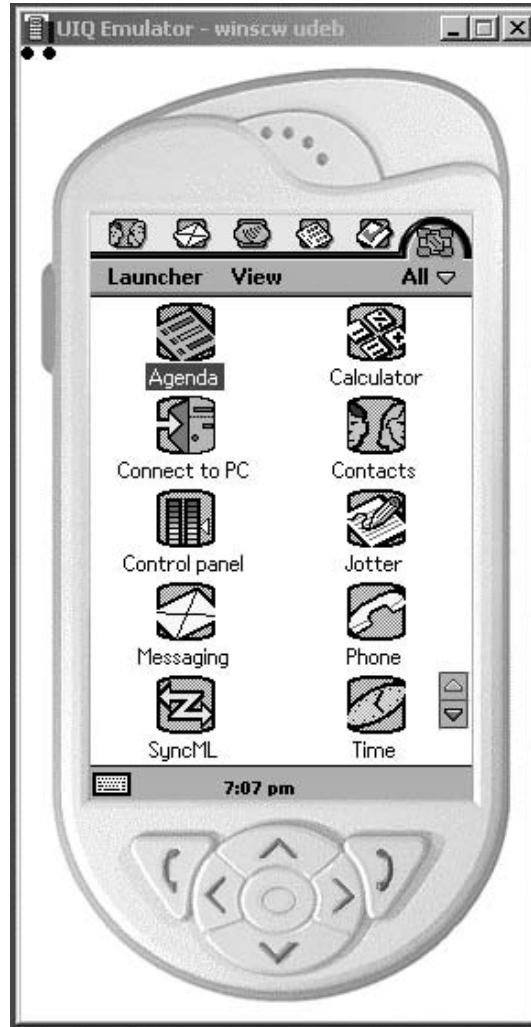 UIQ Emulator - winscw udeb
Launcher View All
Agenda Calculator
Connect to PC Contacts
Control panel Jotter
Messaging Phone
SyncML Time
7:07 pm